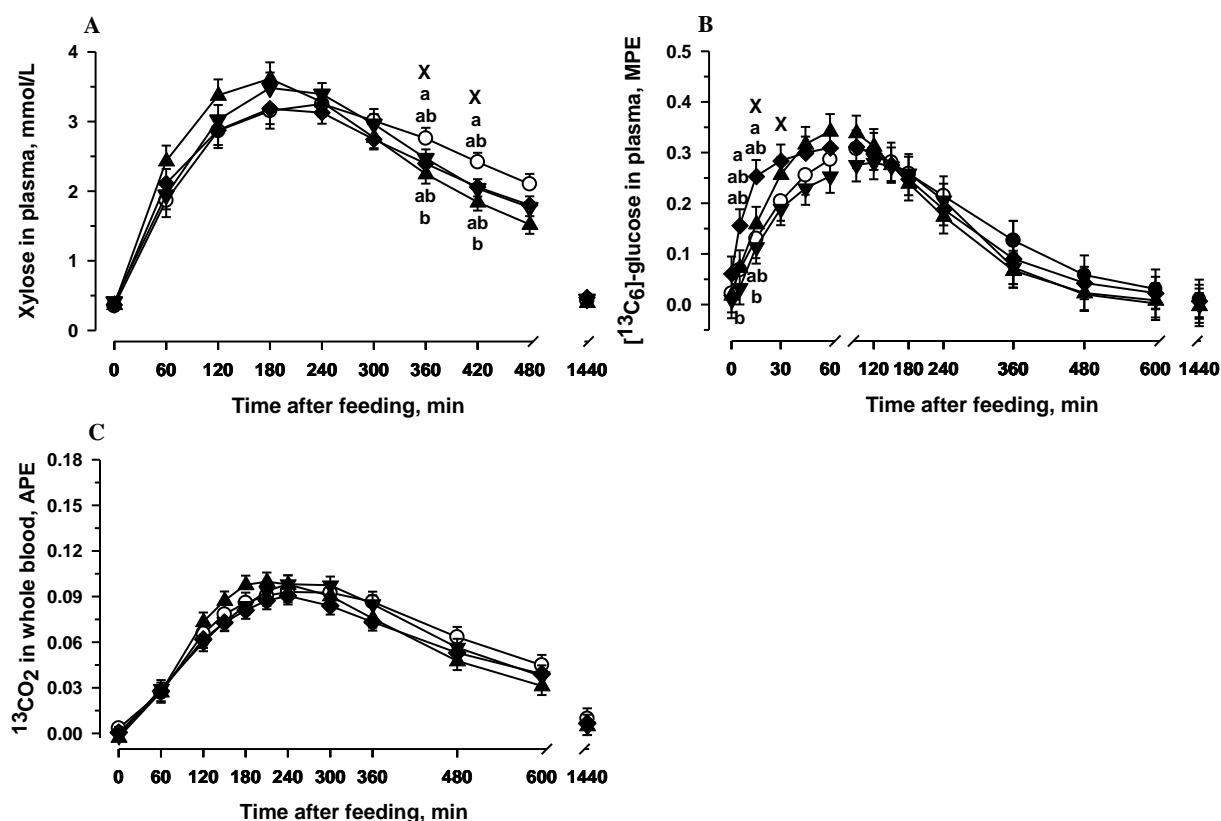 A
Xylose in plasma, mmol/L
4
3
2
1
0
X
a
ab
ab
b
X
a
ab
ab
b
0 60 120 180 240 300 360 420 480 1440
Time after feeding, min
B
[13C6]-glucose in plasma, MPE
0.5
0.4
0.3
0.2
0.1
0.0
a
ab
ab
b
X
a
ab
ab
b
X
0 30 60 120 180 240 360 480 600 1440
Time after feeding, min
C
13CO2 in whole blood, APE
0.18
0.15
0.12
0.09
0.06
0.03
0.00
0 60 120 180 240 300 360 480 600 1440
Time after feeding, min